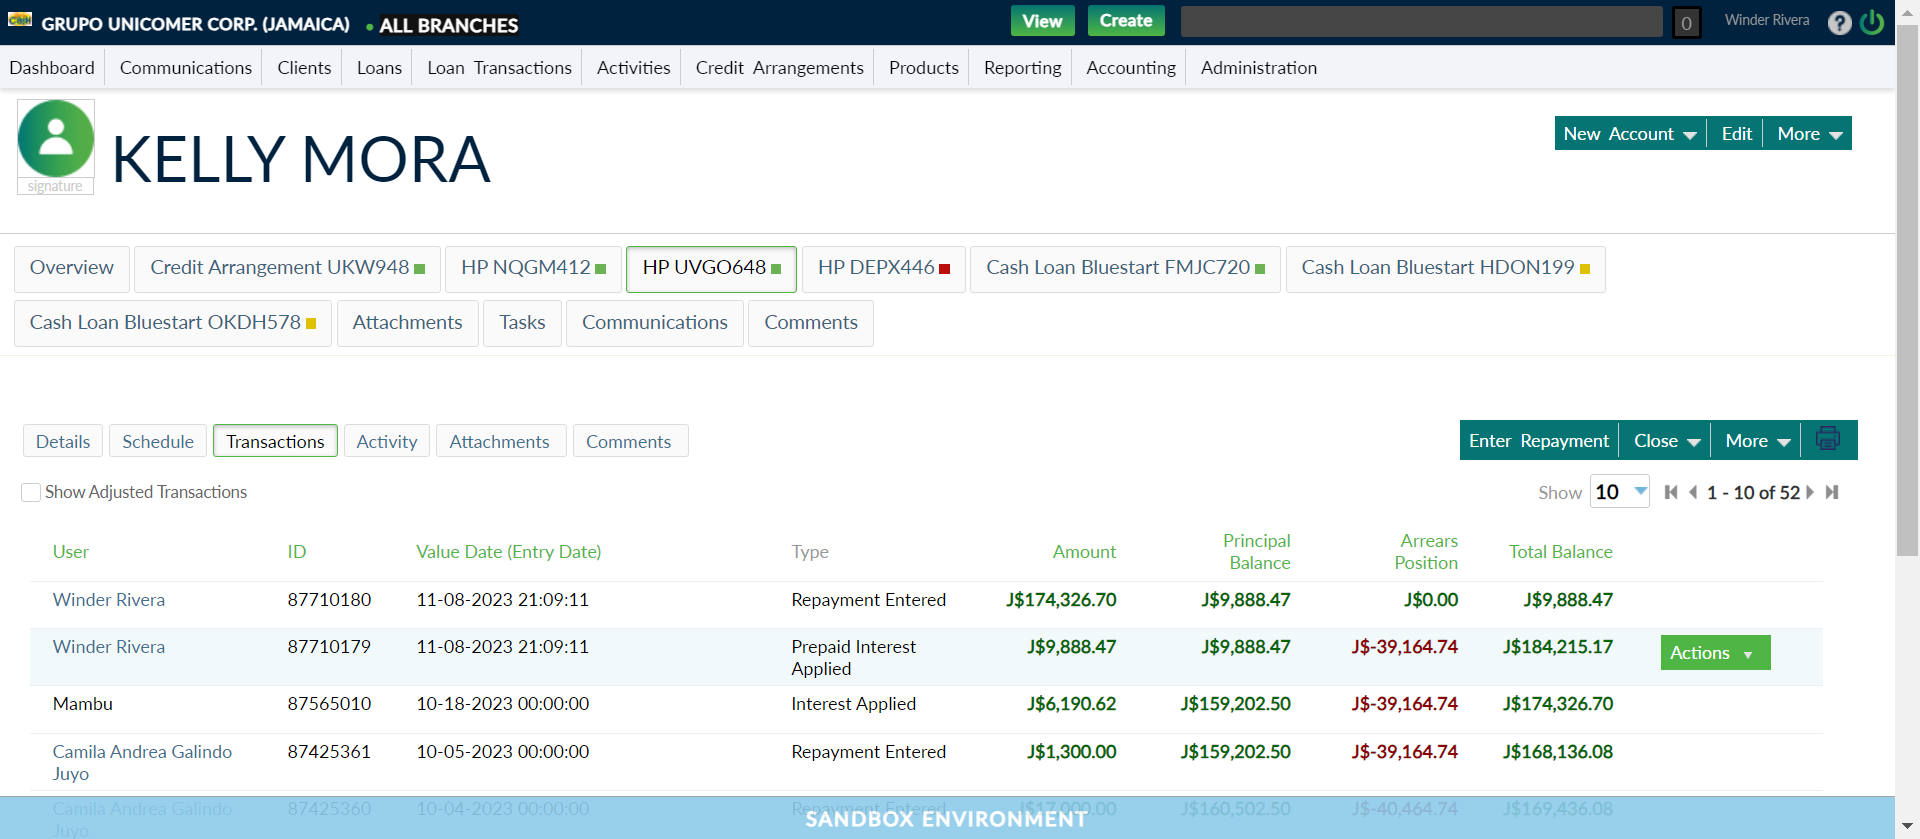 Cash GRUPO UNICOMER CORP. (JAMAICA) • ALL BRANCHES View Create 0 Winder Rivera ?
Dashboard Communications Clients Loans Loan Transactions Activities Credit Arrangements Products Reporting Accounting Administration
KELLY MORA
signature
New Account Edit More
Overview Credit Arrangement UKW948 HP NQGM412 HP UVGO648 HP DEPX446 Cash Loan Bluestart FMJC720 Cash Loan Bluestart HDON199
Cash Loan Bluestart OKDH578 Attachments Tasks Communications Comments
Details Schedule Transactions Activity Attachments Comments Enter Repayment Close More
Show Adjusted Transactions Show 10 1 - 10 of 52
User ID Value Date (Entry Date) Type Amount Principal Balance Arrears Position Total Balance
Winder Rivera 87710180 11-08-2023 21:09:11 Repayment Entered J$174,326.70 J$9,888.47 J$0.00 J$9,888.47
Winder Rivera 87710179 11-08-2023 21:09:11 Prepaid Interest Applied J$9,888.47 J$9,888.47 J$-39,164.74 J$184,215.17 Actions
Mambu 87565010 10-18-2023 00:00:00 Interest Applied J$6,190.62 J$159,202.50 J$-39,164.74 J$174,326.70
Camila Andrea Galindo Juyo 87425361 10-05-2023 00:00:00 Repayment Entered J$1,300.00 J$159,202.50 J$-39,164.74 J$168,136.08
Camila Andrea Galindo Juyo 87425360 10-04-2023 00:00:00 Repayment Entered J$17,000.00 J$160,502.50 J$-40,464.74 J$169,436.08
SANDBOX ENVIRONMENT